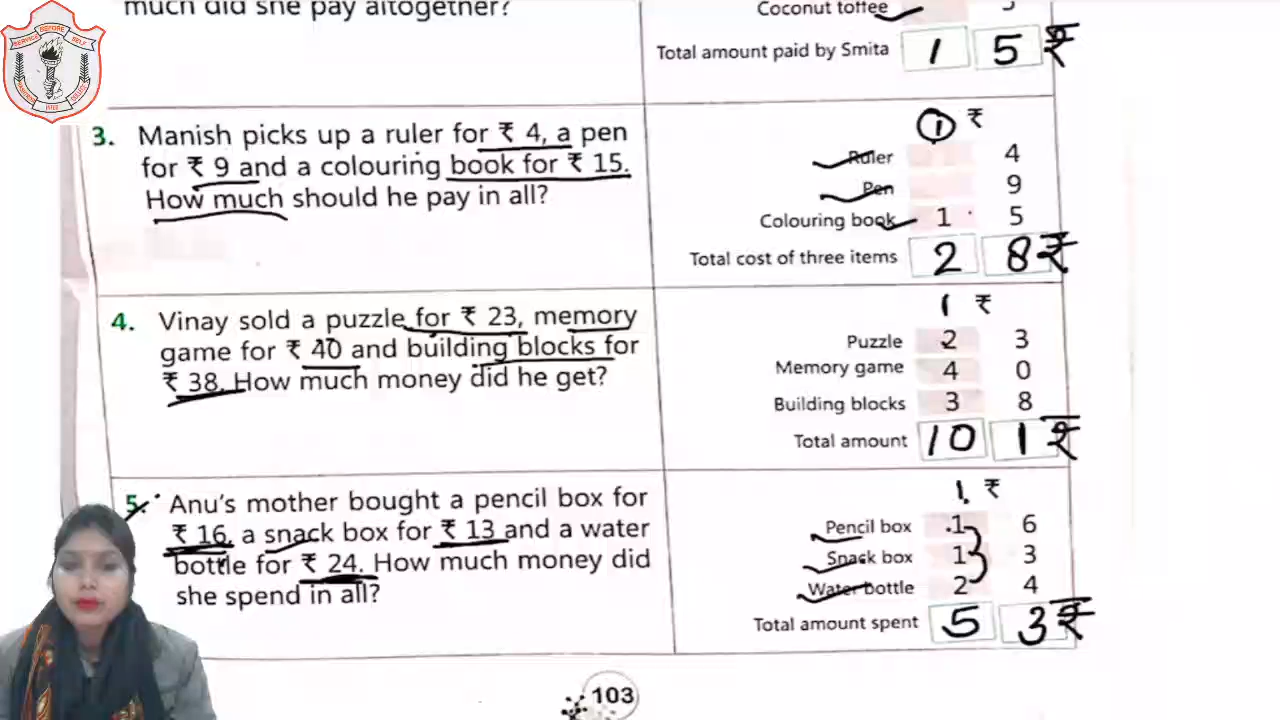 much did she pay altogether?
Coconut toffee 5
Total amount paid by Smita 1 5 ₹
3. Manish picks up a ruler for ₹ 4, a pen
for ₹ 9 and a colouring book for ₹ 15.
How much should he pay in all?
1 ₹
Ruler 4
Pen 9
Colouring book 1 5
Total cost of three items 2 8 ₹
4. Vinay sold a puzzle for ₹ 23, memory
game for ₹ 40 and building blocks for
₹ 38. How much money did he get?
1 ₹
Puzzle 2 3
Memory game 4 0
Building blocks 3 8
Total amount 10 1 ₹
5. Anu's mother bought a pencil box for
₹ 16, a snack box for ₹ 13 and a water
bottle for ₹ 24. How much money did
she spend in all?
1 ₹
Pencil box 1 6
Snack box 1 3
Water bottle 2 4
Total amount spent 5 3 ₹
103
SERVICE BEFORE SELF